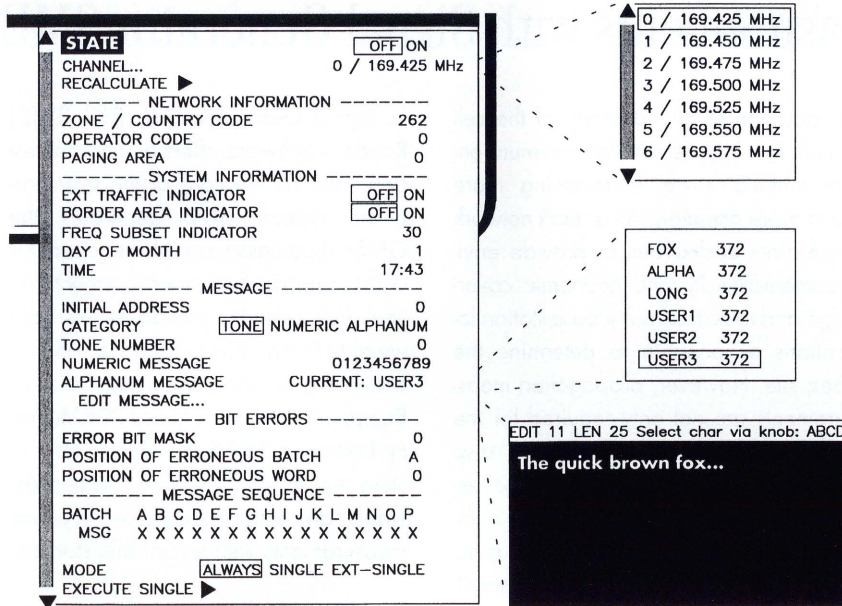 STATE OFF ON
CHANNEL... 0 / 169.425 MHz
RECALCULATE ▶
------ NETWORK INFORMATION ------
ZONE / COUNTRY CODE 262
OPERATOR CODE 0
PAGING AREA 0
------ SYSTEM INFORMATION ------
EXT TRAFFIC INDICATOR OFF ON
BORDER AREA INDICATOR OFF ON
FREQ SUBSET INDICATOR 30
DAY OF MONTH 1
TIME 17:43
---------- MESSAGE ----------
INITIAL ADDRESS 0
CATEGORY TONE NUMERIC ALPHANUM
TONE NUMBER 0
NUMERIC MESSAGE 0123456789
ALPHANUM MESSAGE CURRENT: USER3
EDIT MESSAGE...
---------- BIT ERRORS ----------
ERROR BIT MASK 0
POSITION OF ERRONEOUS BATCH A
POSITION OF ERRONEOUS WORD 0
------- MESSAGE SEQUENCE -------
BATCH A B C D E F G H I J K L M N O P
MSG X X X X X X X X X X X X X X X X
MODE ALWAYS SINGLE EXT-SINGLE
EXECUTE SINGLE ▶
0 / 169.425 MHz
1 / 169.450 MHz
2 / 169.475 MHz
3 / 169.500 MHz
4 / 169.525 MHz
5 / 169.550 MHz
6 / 169.575 MHz
FOX 372
ALPHA 372
LONG 372
USER1 372
USER2 372
USER3 372
EDIT 11 LEN 25 Select char via knob: ABCD
The quick brown fox...